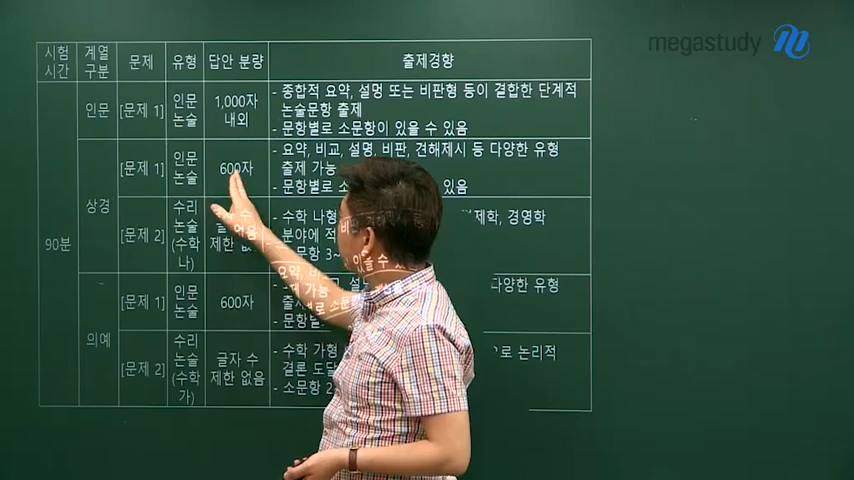 megastudy
시험 시간
계열 구분
문제
유형
답안 분량
출제경향
90분
인문
[문제 1]
인문 논술
1,000자 내외
- 종합적 요약, 설명 또는 비판형 등이 결합한 단계적
논술문항 출제
- 문항별로 소문항이 있을 수 있음
상경
[문제 1]
인문 논술
600자
- 요약, 비교, 설명, 비판, 견해제시 등 다양한 유형
출제 가능
- 문항별로
있음
[문제 2]
수리 논술 (수학 나)
제한
- 수학 나형
경영학
분야에
의예
[문제 1]
인문 논술
600자
다양한 유형
- 문항별
[문제 2]
수리 논술 (수학 가)
글자 수 제한 없음
- 수학 가형
로 논리적
결론
- 소문항